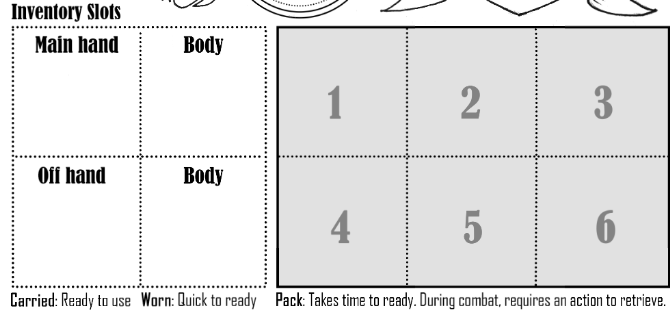 Inventory Slots
Main hand Body
1 2 3
Off hand Body
4 5 6
Carried: Ready to use Worn: Quick to ready Pack: Takes time to ready. During combat, requires an action to retrieve.